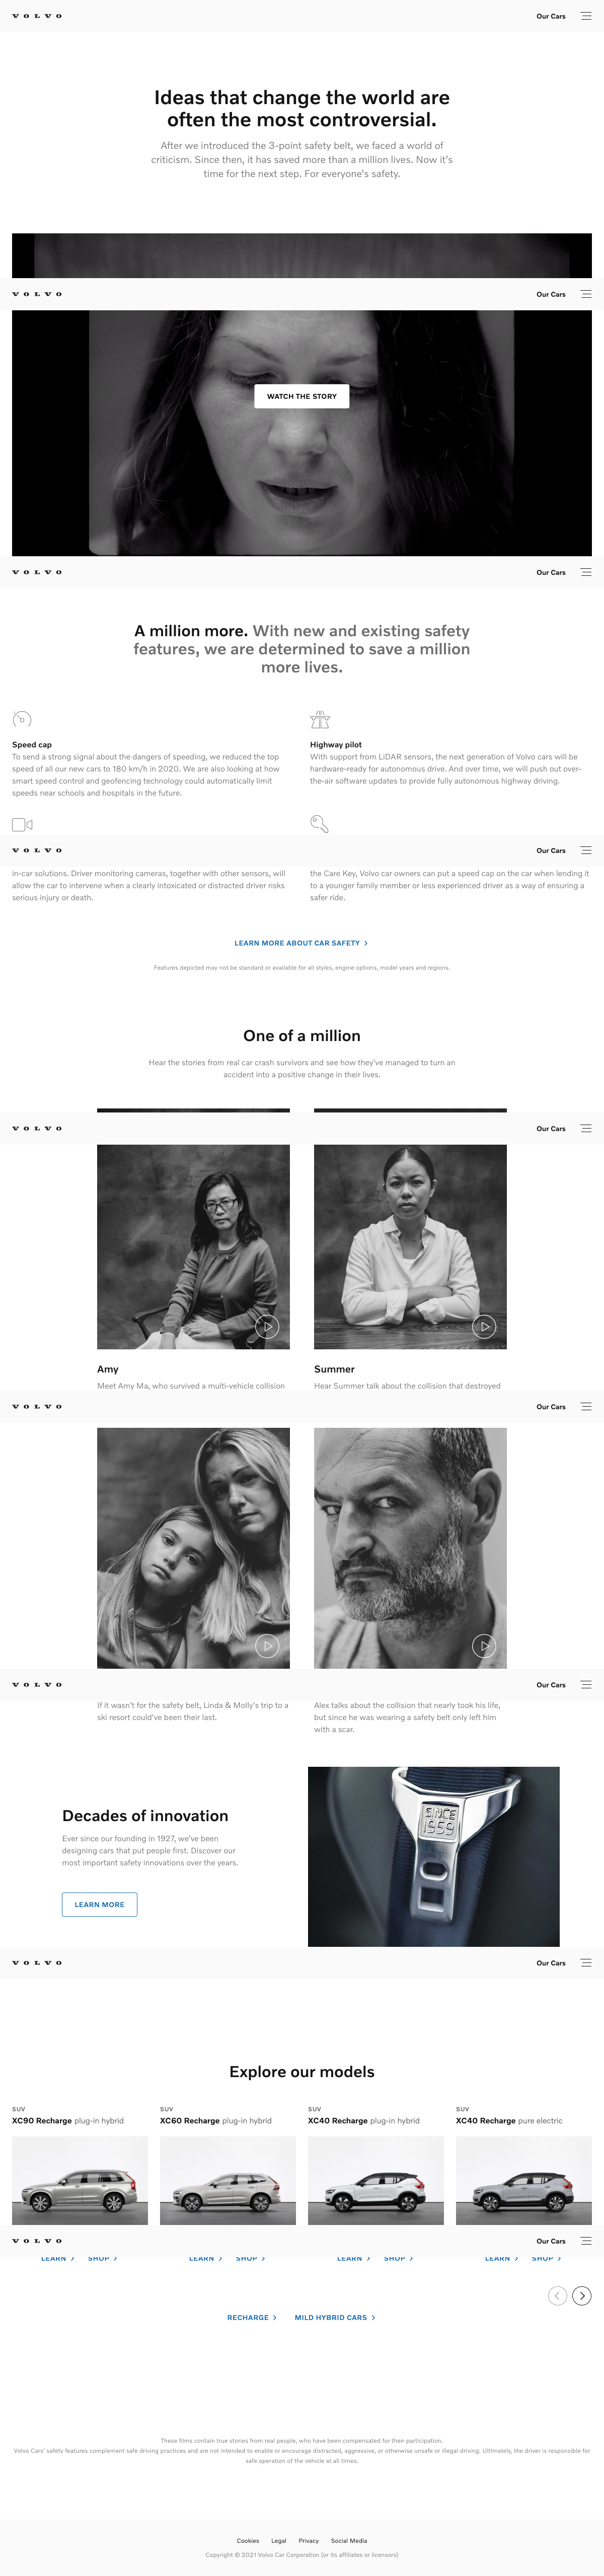 VOLVO
Our Cars
Ideas that change the world are
often the most controversial.
After we introduced the 3-point safety belt, we faced a world of
criticism. Since then, it has saved more than a million lives. Now it's
time for the next step. For everyone's safety.
VOLVO
Our Cars
WATCH THE STORY
VOLVO
Our Cars
A million more. With new and existing safety
features, we are determined to save a million
more lives.
Speed cap
To send a strong signal about the dangers of speeding, we reduced the top
speed of all our new cars to 180 km/h in 2020. We are also looking at how
smart speed control and geofencing technology could automatically limit
speeds near schools and hospitals in the future.
Highway pilot
With support from LiDAR sensors, the next generation of Volvo cars will be
hardware-ready for autonomous drive. And over time, we will push out over-
the-air software updates to provide fully autonomous highway driving.
VOLVO
Our Cars
in-car solutions. Driver monitoring cameras, together with other sensors, will
allow the car to intervene when a clearly intoxicated or distracted driver risks
serious injury or death.
the Care Key, Volvo car owners can put a speed cap on the car when lending it
to a younger family member or less experienced driver as a way of ensuring a
safer ride.
LEARN MORE ABOUT CAR SAFETY
Features depicted may not be standard or available for all styles, engine options, model years and regions.
One of a million
Hear the stories from real car crash survivors and see how they've managed to turn an
accident into a positive change in their lives.
VOLVO
Our Cars
Amy
Meet Amy Ma, who survived a multi-vehicle collision
Summer
Hear Summer talk about the collision that destroyed
VOLVO
Our Cars
VOLVO
Our Cars
If it wasn't for the safety belt, Linda & Molly's trip to a
ski resort could've been their last.
Alex talks about the collision that nearly took his life,
but since he was wearing a safety belt only left him
with a scar.
Decades of innovation
Ever since our founding in 1927, we've been
designing cars that put people first. Discover our
most important safety innovations over the years.
LEARN MORE
SINCE
1959
VOLVO
Our Cars
Explore our models
SUV
XC90 Recharge plug-in hybrid
SUV
XC60 Recharge plug-in hybrid
SUV
XC40 Recharge plug-in hybrid
SUV
XC40 Recharge pure electric
VOLVO
Our Cars
LEARN SHOP
LEARN SHOP
LEARN SHOP
LEARN SHOP
RECHARGE
MILD HYBRID CARS
These films contain true stories from real people, who have been compensated for their participation.
Volvo Cars' safety features complement safe driving practices and are not intended to enable or encourage distracted, aggressive, or otherwise unsafe or illegal driving. Ultimately, the driver is responsible for
safe operation of the vehicle at all times.
Cookies Legal Privacy Social Media
Copyright © 2021 Volvo Car Corporation (or its affiliates or licensors)